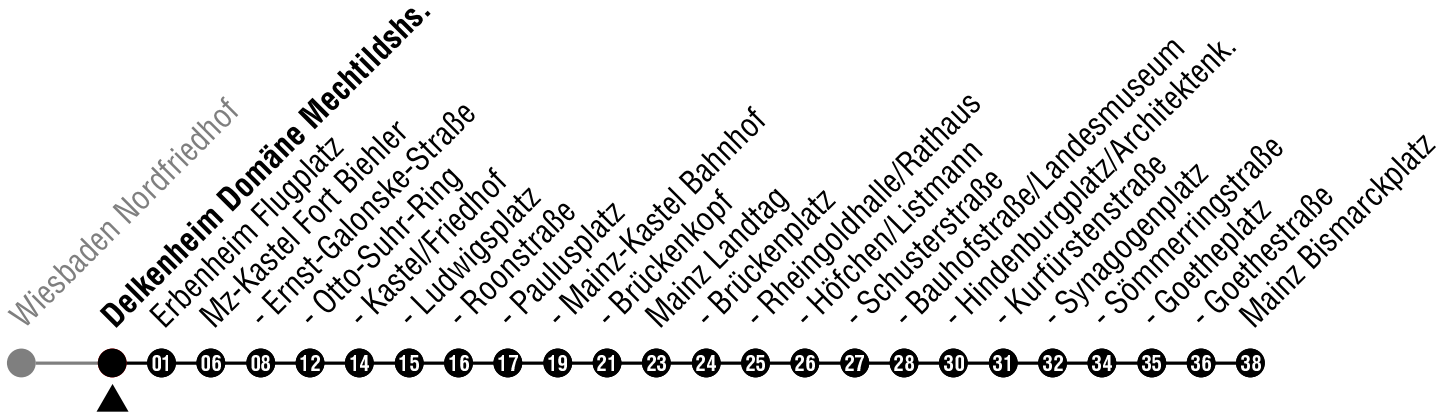 Wiesbaden Nordfriedhof
Delkenheim Domäne Mechtildshs.
Erbenheim Flugplatz
Mz-Kastel Fort Biehler
- Ernst-Galonske-Straße
- Otto-Suhr-Ring
- Kastel/Friedhof
- Ludwigsplatz
- Roonstraße
- Paulusplatz
- Mainz-Kastel Bahnhof
- Brückenkopf
Mainz Landtag
- Brückenplatz
- Rheingoldhalle/Rathaus
- Höfchen/Listmann
- Schusterstraße
- Bauhofstraße/Landesmuseum
- Hindenburgplatz/Architektenk.
- Kurfürstenstraße
- Synagogenplatz
- Sömmerringstraße
- Goetheplatz
- Goethestraße
Mainz Bismarckplatz
01 06 08 12 14 15 16 17 19 21 23 24 25 26 27 28 30 31 32 34 35 36 38